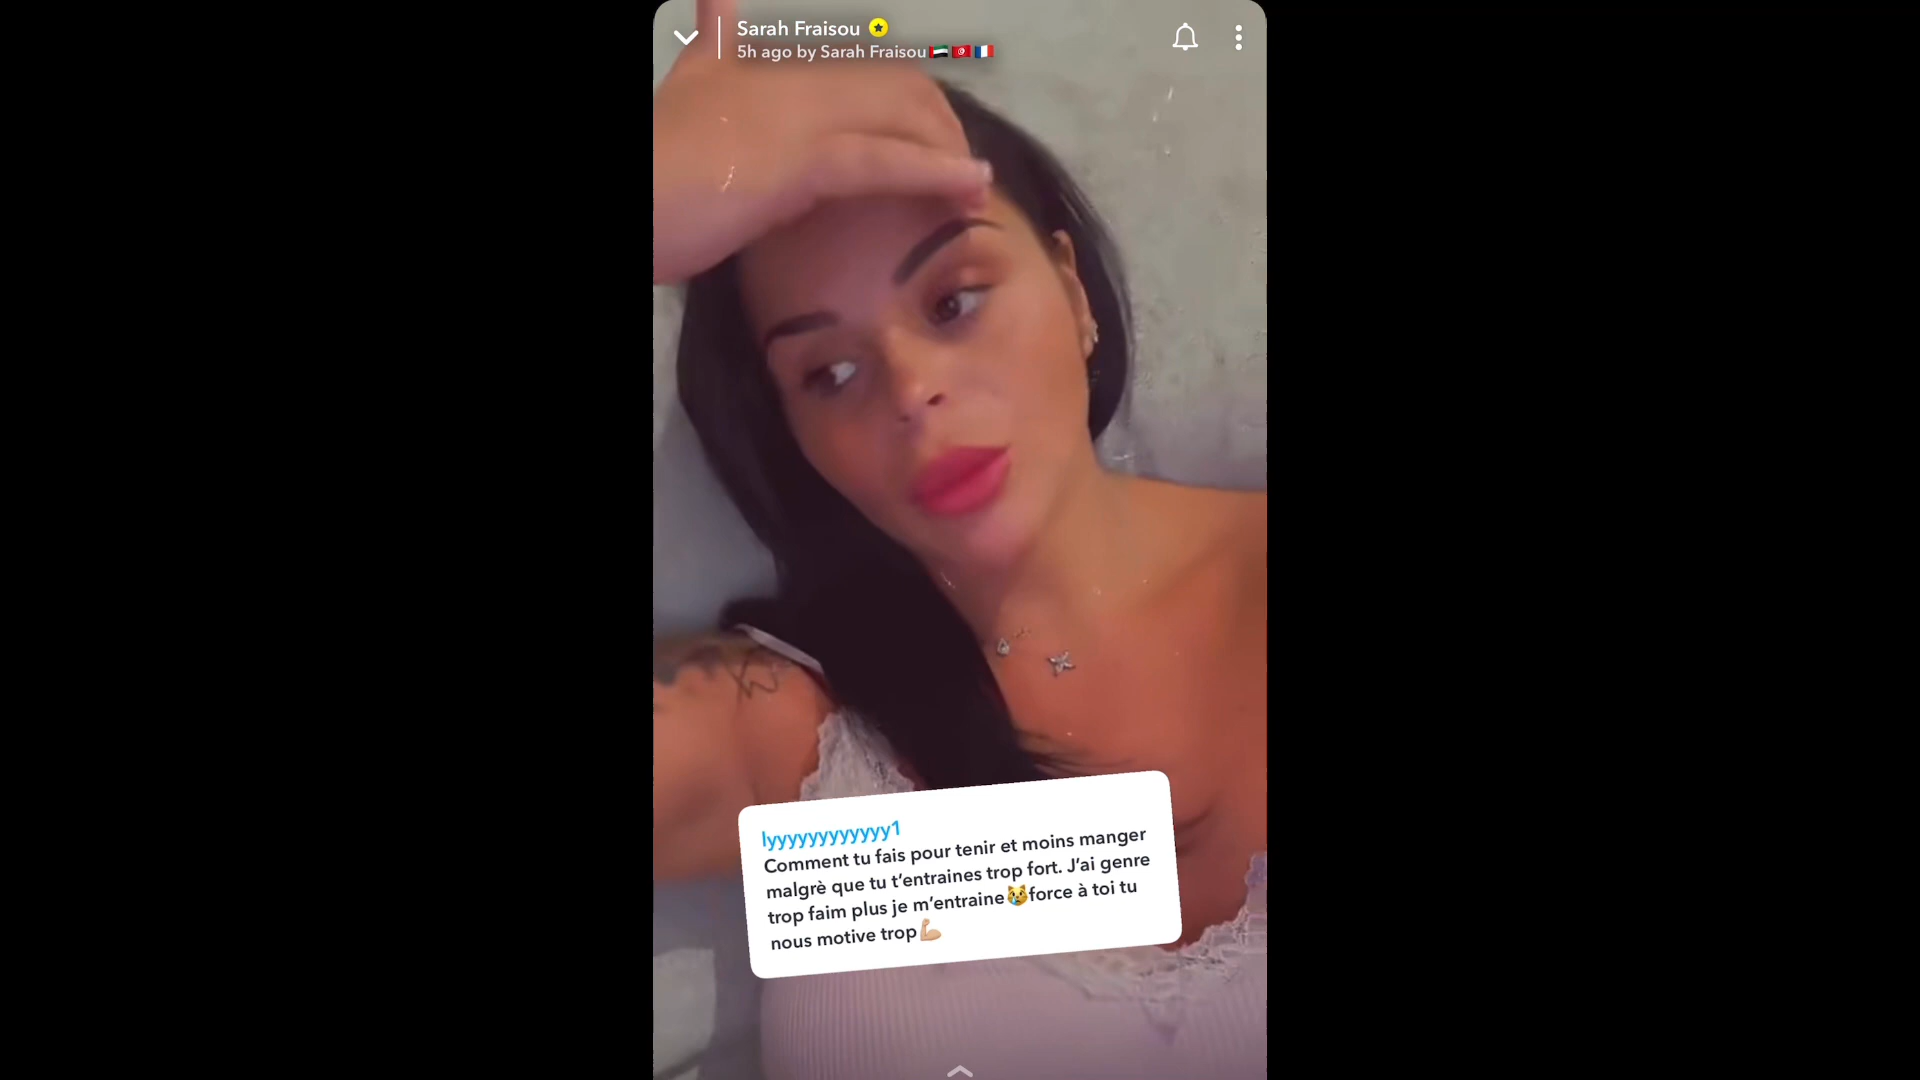 Sarah Fraisou
5h ago by Sarah Fraisou🇦🇪🇹🇳🇫🇷
lyyyyyyyyyyyy1
Comment tu fais pour tenir et moins manger
malgrè que tu t’entraines trop fort. J’ai genre
trop faim plus je m’entraine😿force à toi tu
nous motive trop💪🏼